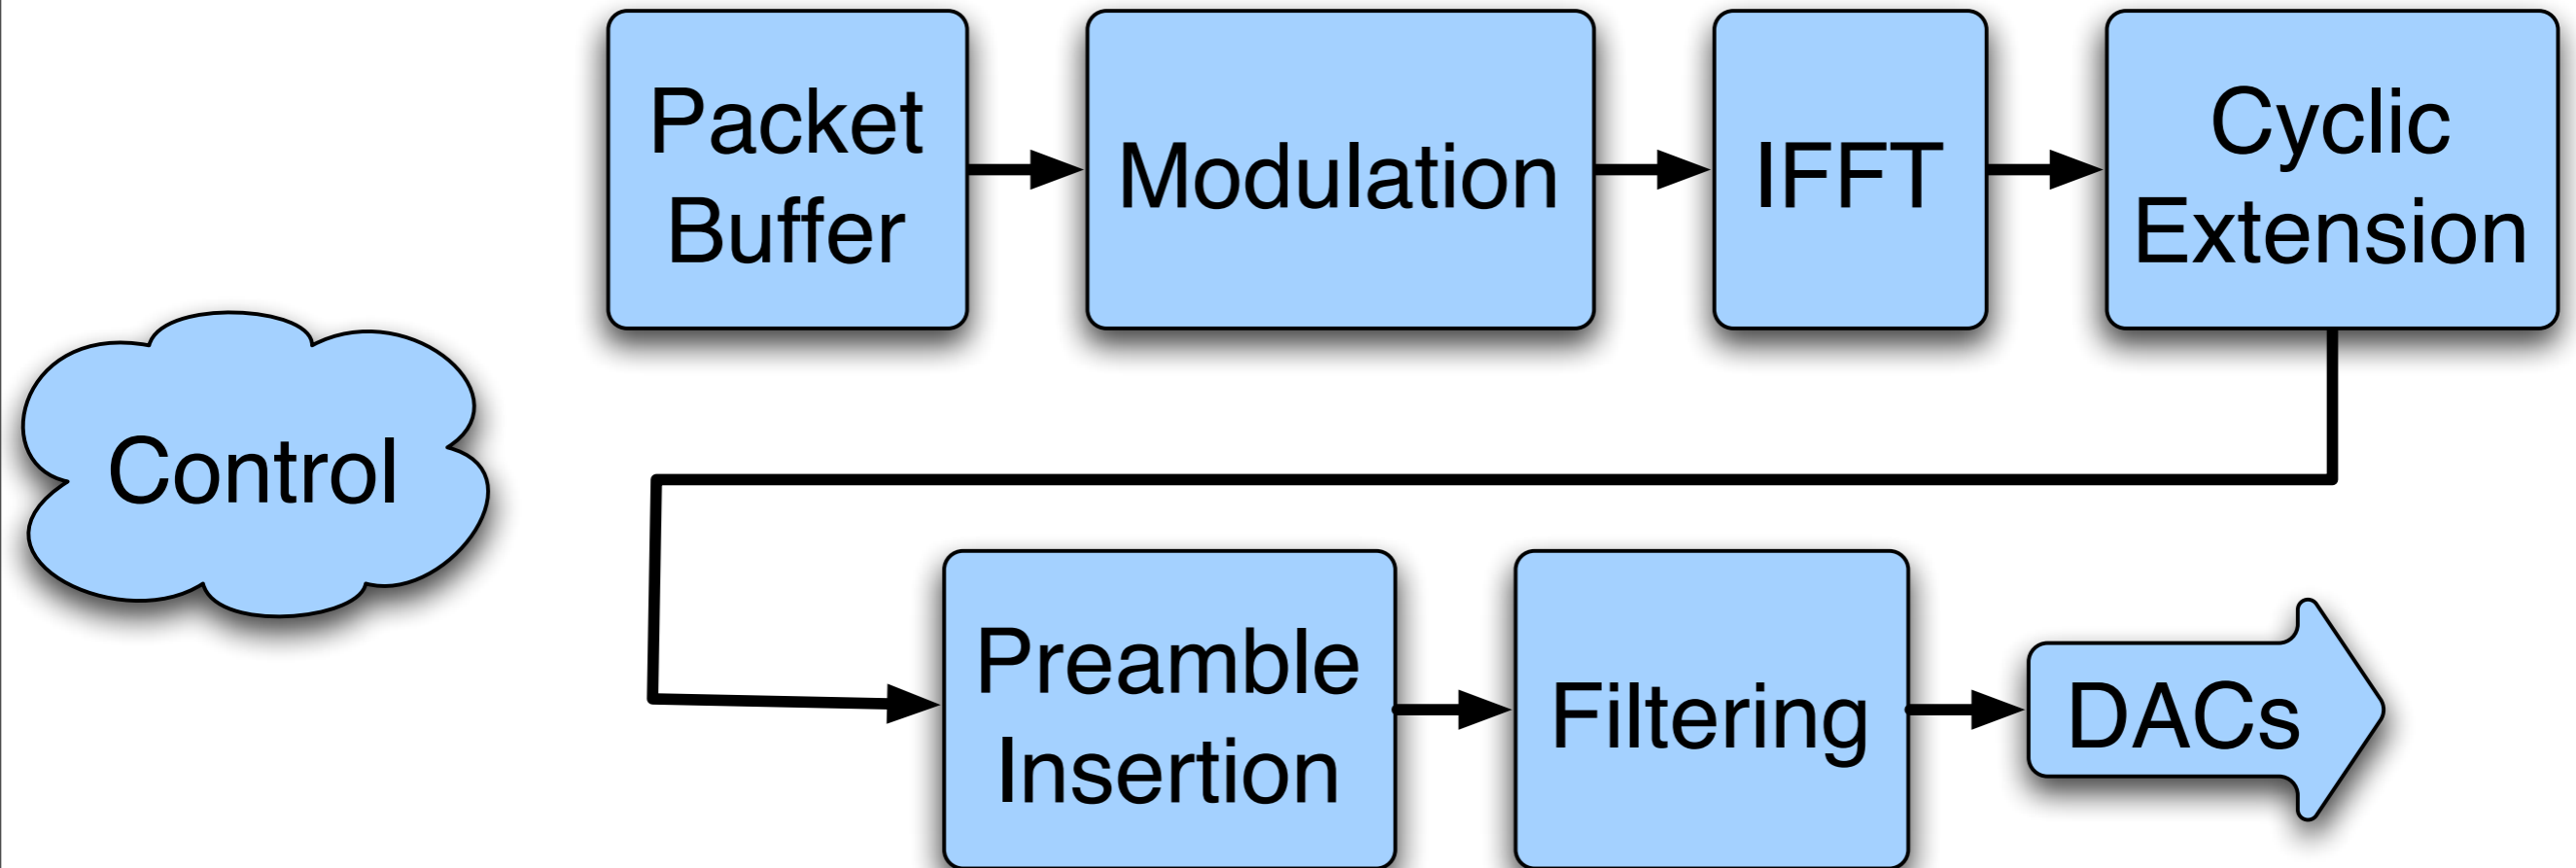 Packet
Buffer
Modulation
IFFT
Cyclic
Extension
Control
Preamble
Insertion
Filtering
DACs